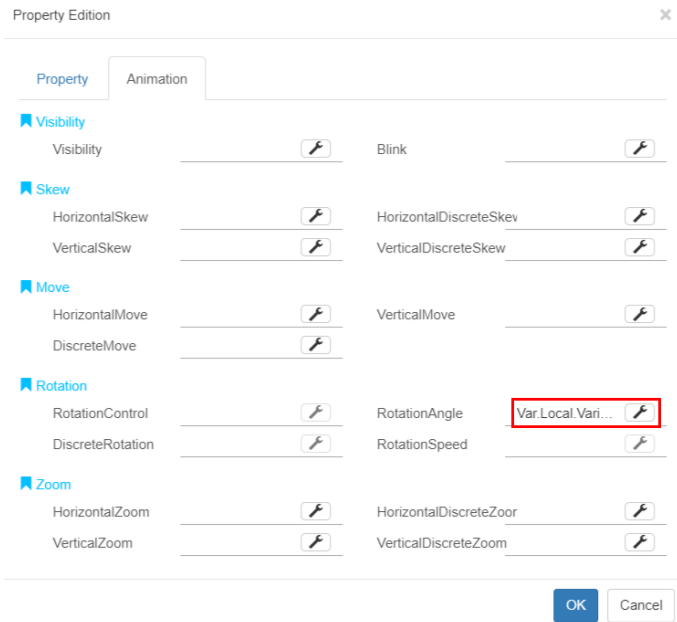 Property Edition ×
Property Animation
Visibility
Visibility Blink
Skew
HorizontalSkew HorizontalDiscreteSkew
VerticalSkew VerticalDiscreteSkew
Move
HorizontalMove VerticalMove
DiscreteMove
Rotation
RotationControl RotationAngle Var.Local.Vari...
DiscreteRotation RotationSpeed
Zoom
HorizontalZoom HorizontalDiscreteZoor
VerticalZoom VerticalDiscreteZoom
OK Cancel